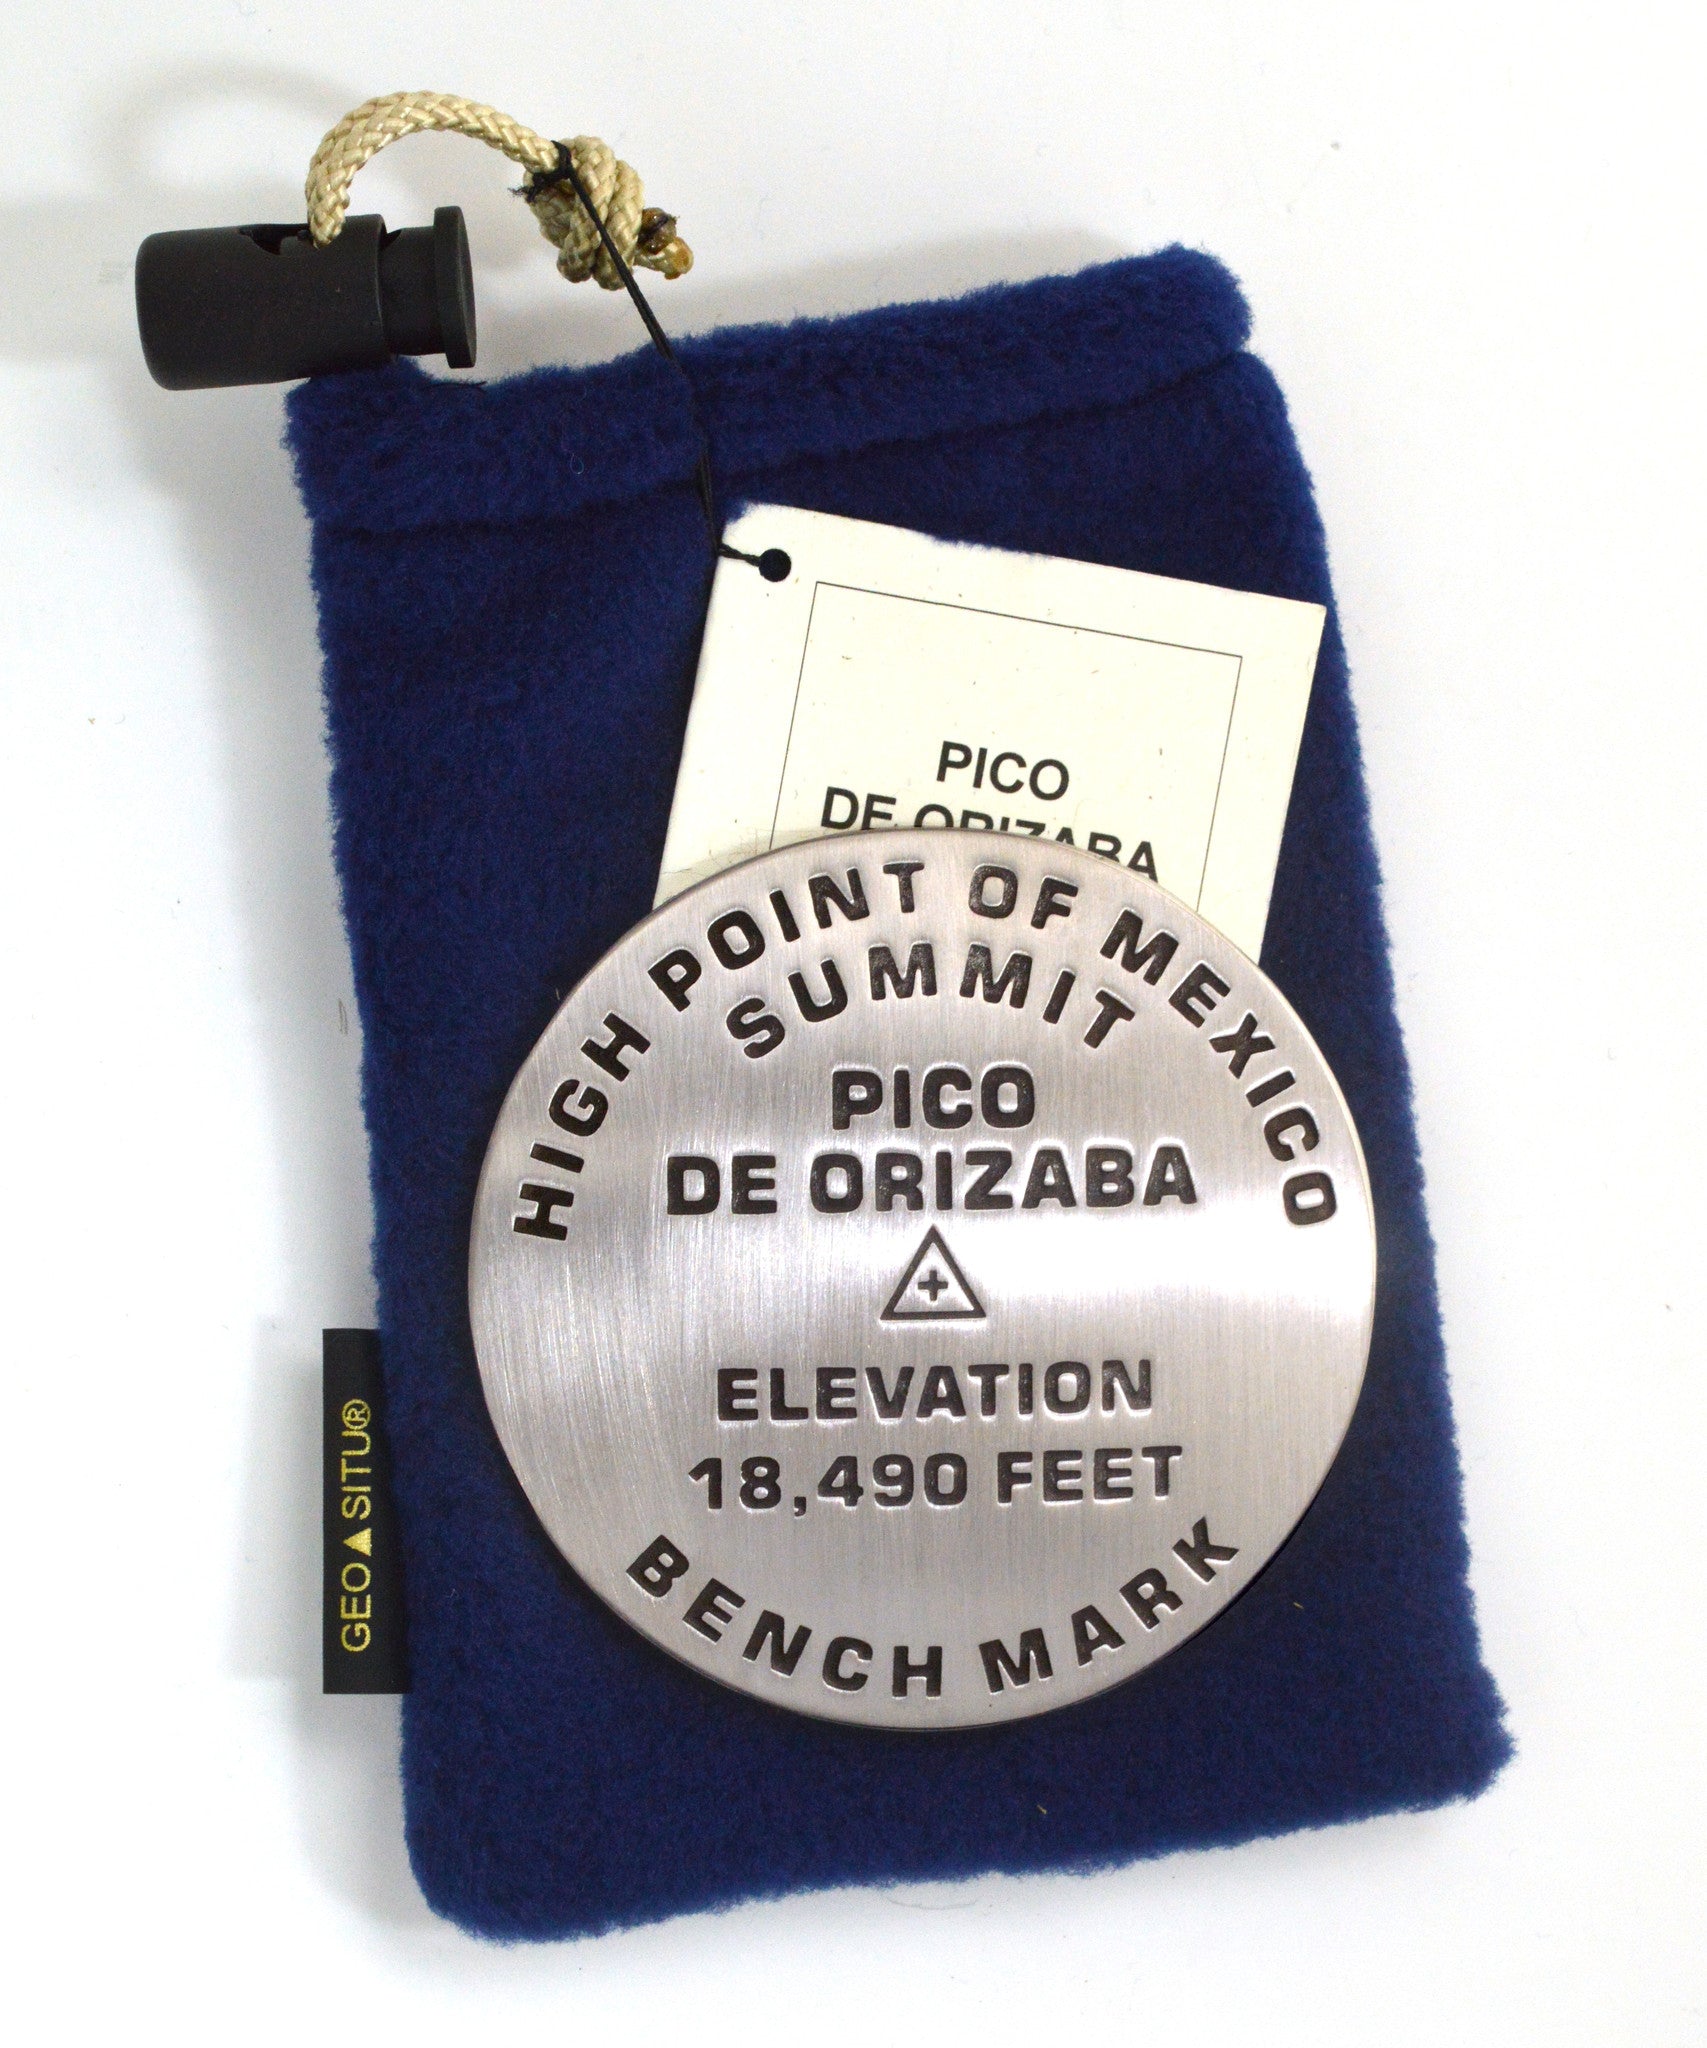 PICO
DE ORIZABA
HIGH POINT OF MEXICO
SUMMIT
PICO
DE ORIZABA
ELEVATION
18,490 FEET
BENCH MARK
GEO▲SITU®